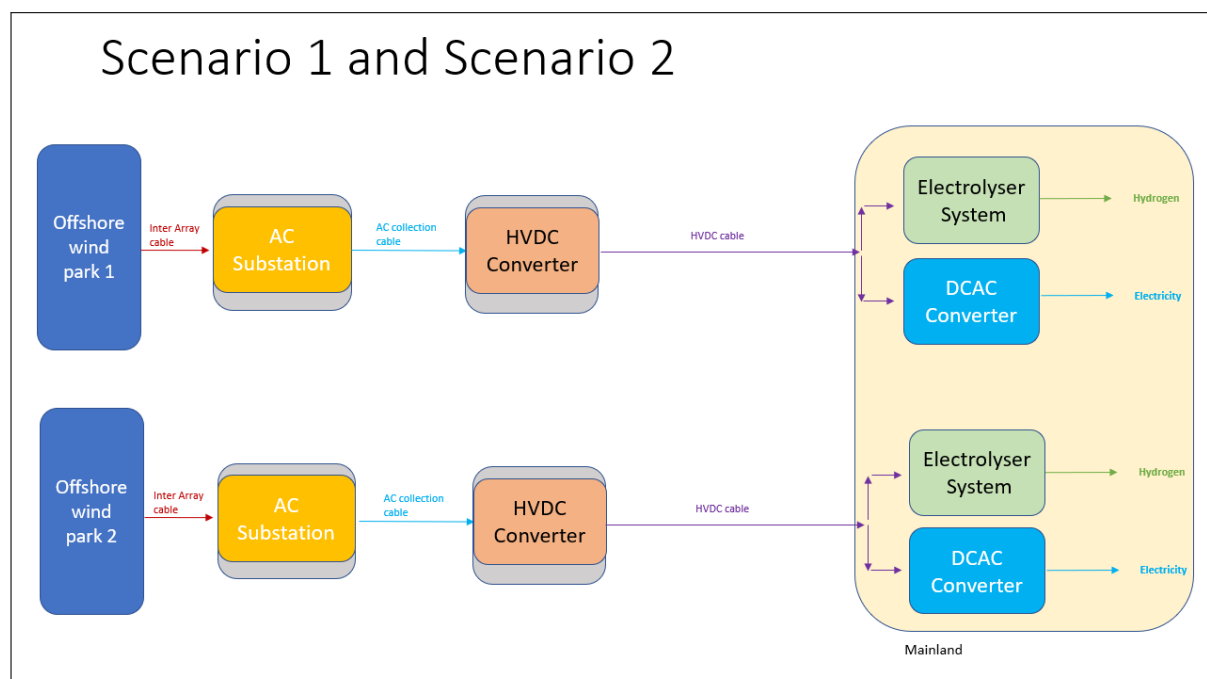 Scenario 1 and Scenario 2
Offshore
wind
park 1
Inter Array
cable
AC
Substation
AC collection
cable
HVDC
Converter
HVDC cable
Electrolyser
System
Hydrogen
DCAC
Converter
Electricity
Offshore
wind
park 2
Inter Array
cable
AC
Substation
AC collection
cable
HVDC
Converter
HVDC cable
Electrolyser
System
Hydrogen
DCAC
Converter
Electricity
Mainland